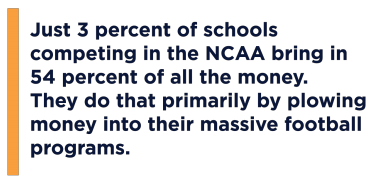 Just 3 percent of schools
competing in the NCAA bring in
54 percent of all the money.
They do that primarily by plowing
money into their massive football
programs.